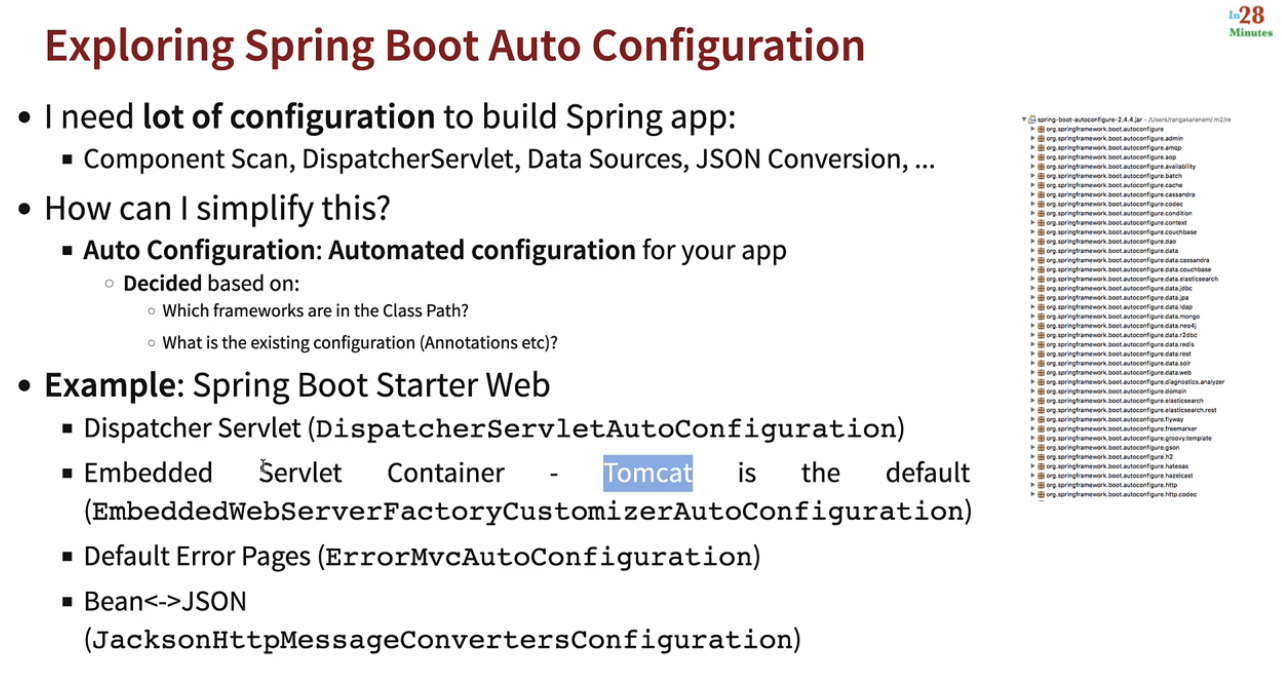 In28
Minutes
Exploring Spring Boot Auto Configuration
• I need lot of configuration to build Spring app:
▪ Component Scan, DispatcherServlet, Data Sources, JSON Conversion, ...
• How can I simplify this?
▪ Auto Configuration: Automated configuration for your app
○ Decided based on:
○ Which frameworks are in the Class Path?
○ What is the existing configuration (Annotations etc)?
• Example: Spring Boot Starter Web
▪ Dispatcher Servlet (DispatcherServletAutoConfiguration)
▪ Embedded Servlet Container - Tomcat is the default
(EmbeddedWebServerFactoryCustomizerAutoConfiguration)
▪ Default Error Pages (ErrorMvcAutoConfiguration)
▪ Bean<->JSON
(JacksonHttpMessageConvertersConfiguration)
spring-boot-autoconfigure-2.4.4.jar - /Users/rangakaranam/.m2/re
org.springframework.boot.autoconfigure
org.springframework.boot.autoconfigure.admin
org.springframework.boot.autoconfigure.amqp
org.springframework.boot.autoconfigure.aop
org.springframework.boot.autoconfigure.availability
org.springframework.boot.autoconfigure.batch
org.springframework.boot.autoconfigure.cache
org.springframework.boot.autoconfigure.cassandra
org.springframework.boot.autoconfigure.codec
org.springframework.boot.autoconfigure.condition
org.springframework.boot.autoconfigure.context
org.springframework.boot.autoconfigure.couchbase
org.springframework.boot.autoconfigure.dao
org.springframework.boot.autoconfigure.data
org.springframework.boot.autoconfigure.data.cassandra
org.springframework.boot.autoconfigure.data.couchbase
org.springframework.boot.autoconfigure.data.elasticsearch
org.springframework.boot.autoconfigure.data.jdbc
org.springframework.boot.autoconfigure.data.jpa
org.springframework.boot.autoconfigure.data.ldap
org.springframework.boot.autoconfigure.data.mongo
org.springframework.boot.autoconfigure.data.neo4j
org.springframework.boot.autoconfigure.data.r2dbc
org.springframework.boot.autoconfigure.data.redis
org.springframework.boot.autoconfigure.data.rest
org.springframework.boot.autoconfigure.data.solr
org.springframework.boot.autoconfigure.data.web
org.springframework.boot.autoconfigure.diagnostics.analyzer
org.springframework.boot.autoconfigure.domain
org.springframework.boot.autoconfigure.elasticsearch
org.springframework.boot.autoconfigure.elasticsearch.rest
org.springframework.boot.autoconfigure.flyway
org.springframework.boot.autoconfigure.freemarker
org.springframework.boot.autoconfigure.groovy.template
org.springframework.boot.autoconfigure.gson
org.springframework.boot.autoconfigure.h2
org.springframework.boot.autoconfigure.hateoas
org.springframework.boot.autoconfigure.hazelcast
org.springframework.boot.autoconfigure.http
org.springframework.boot.autoconfigure.http.codec